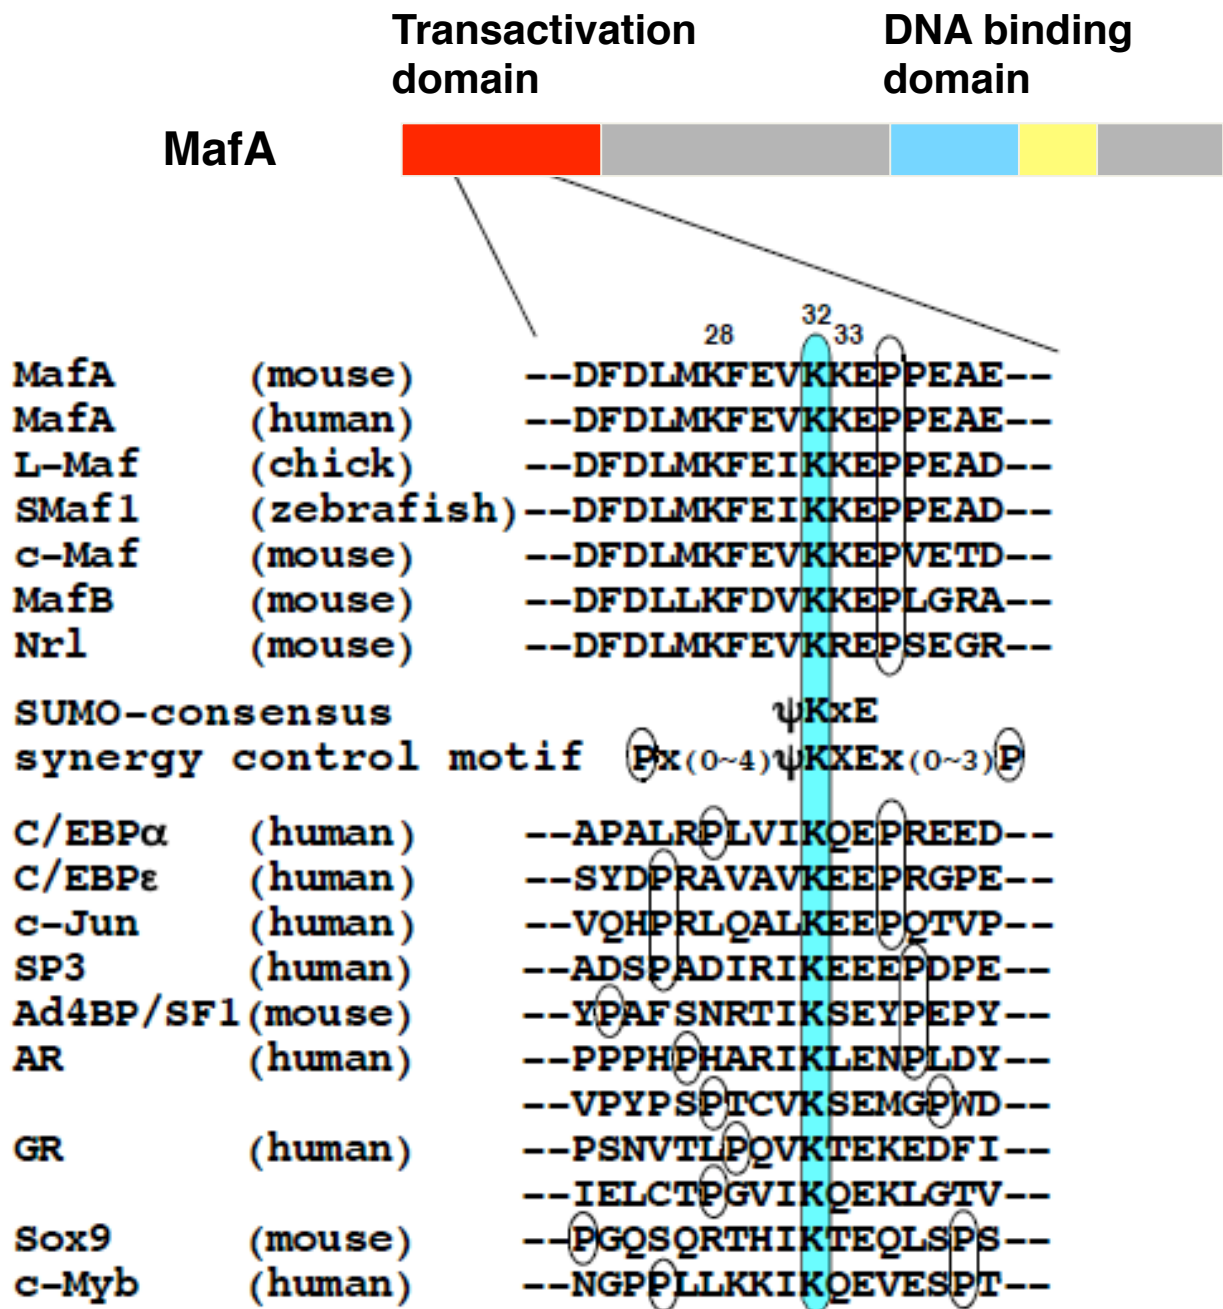 Transactivation domain
DNA binding domain
MafA
28 32 33
MafA (mouse) --DFDLMKFEVKKEPPEAE--
MafA (human) --DFDLMKFEVKKEPPEAE--
L-Maf (chick) --DFDLMKFEIKKEPPEAD--
SMaf1 (zebrafish)--DFDLMKFEIKKEPPEAD--
c-Maf (mouse) --DFDLMKFEVKKEPVETD--
MafB (mouse) --DFDLLKFDVKKEPLGRA--
Nrl (mouse) --DFDLMKFEVKREPSEGR--
SUMO-consensus ψKxE
synergy control motif Px(0~4)ψKXEx(0~3)P
C/EBPα (human) --APALRPLVIKQEPREED--
C/EBPε (human) --SYDPRAVAVKEEPRGPE--
c-Jun (human) --VQHPRLQALKEEPQTVP--
SP3 (human) --ADSPADIRIKEEEPDPE--
Ad4BP/SF1(mouse) --YPAFSNRTIKSEYPEPY--
AR (human) --PPPHPHARIKLENPLDY--
--VPYPSPTCVKSEMGPWD--
GR (human) --PSNVTLPQVKTEKEDFI--
--IELCTPGVIKQEKLGTV--
Sox9 (mouse) --PGQSQRTHIKTEQLSPS
c-Myb (human) --NGPPLLKKIKQEVESPT--